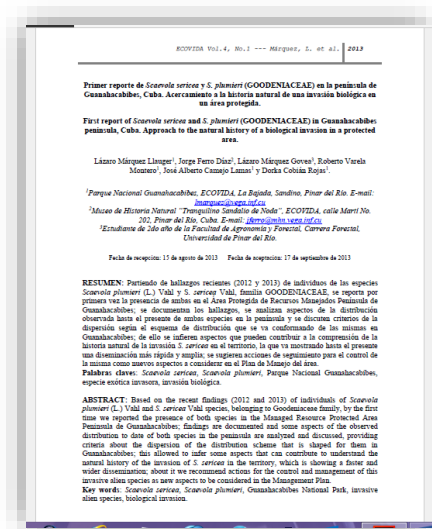 ECOVIDA Vol.4, No.1 --- Márquez, L. et al. 2013
Primer reporte de Scaevola sericea y S. plumieri (GOODENIACEAE) en la península de
Guanahacabibes, Cuba. Acercamiento a la historia natural de una invasión biológica en
un área protegida.
First report of Scaevola sericea and S. plumieri (GOODENIACEAE) in Guanahacabibes
peninsula, Cuba. Approach to the natural history of a biological invasion in a protected
area.
Lázaro Márquez Llauger¹, Jorge Ferro Díaz², Lázaro Márquez Govea³, Roberto Varela
Montero¹, José Alberto Camejo Lamas¹ y Dorka Cobián Rojas¹.
¹Parque Nacional Guanahacabibes, ECOVIDA, La Bajada, Sandino, Pinar del Río. E-mail:
lmarquez@vega.inf.cu
²Museo de Historia Natural "Tranquilino Sandalio de Noda", ECOVIDA, calle Martí No.
202, Pinar del Río, Cuba. E-mail: jferro@mhn.vega.inf.cu
³Estudiante de 2do año de la Facultad de Agronomía y Forestal, Carrera Forestal,
Universidad de Pinar del Río.
Fecha de recepción: 15 de agosto de 2013 Fecha de aceptación: 17 de septiembre de 2013
RESUMEN: Partiendo de hallazgos recientes (2012 y 2013) de individuos de las especies
Scaevola plumieri (L.) Vahl y S. sericea Vahl, familia GOODENIACEAE, se reporta por
primera vez la presencia de ambas en el Área Protegida de Recursos Manejados Península de
Guanahacabibes; se documentan los hallazgos, se analizan aspectos de la distribución
observada hasta el presente de ambas especies en la península y se discuten criterios de la
dispersión según el esquema de distribución que se va conformando de las mismas en
Guanahacabibes; de ello se infieren aspectos que pueden contribuir a la comprensión de la
historia natural de la invasión S. sericea en el territorio, la que va mostrando hasta el presente
una diseminación más rápida y amplia; se sugieren acciones de seguimiento para el control de
la misma como nuevos aspectos a considerar en el Plan de Manejo del área.
Palabras claves: Scaevola sericea, Scaevola plumieri, Parque Nacional Guanahacabibes,
especie exótica invasora, invasión biológica.
ABSTRACT: Based on the recent findings (2012 and 2013) of individuals of Scaevola
plumieri (L.) Vahl and S. sericea Vahl species, belonging to Goodeniaceae family, by the first
time we reported the presence of both species in the Managed Resource Protected Area
Peninsula de Guanahacabibes; findings are documented and some aspects of the observed
distribution to date of both species in the peninsula are analyzed and discussed, providing
criteria about the dispersion of the distribution scheme that is shaped for them in
Guanahacabibes; this allowed to infer some aspects that can contribute to understand the
natural history of the invasion of S. sericea in the territory, which is showing a faster and
wider dissemination; about it we recommend actions for the control and management of this
invasive alien species as new aspects to be considered in the Management Plan.
Key words: Scaevola sericea, Scaevola plumieri, Guanahacabibes National Park, invasive
alien species, biological invasion.